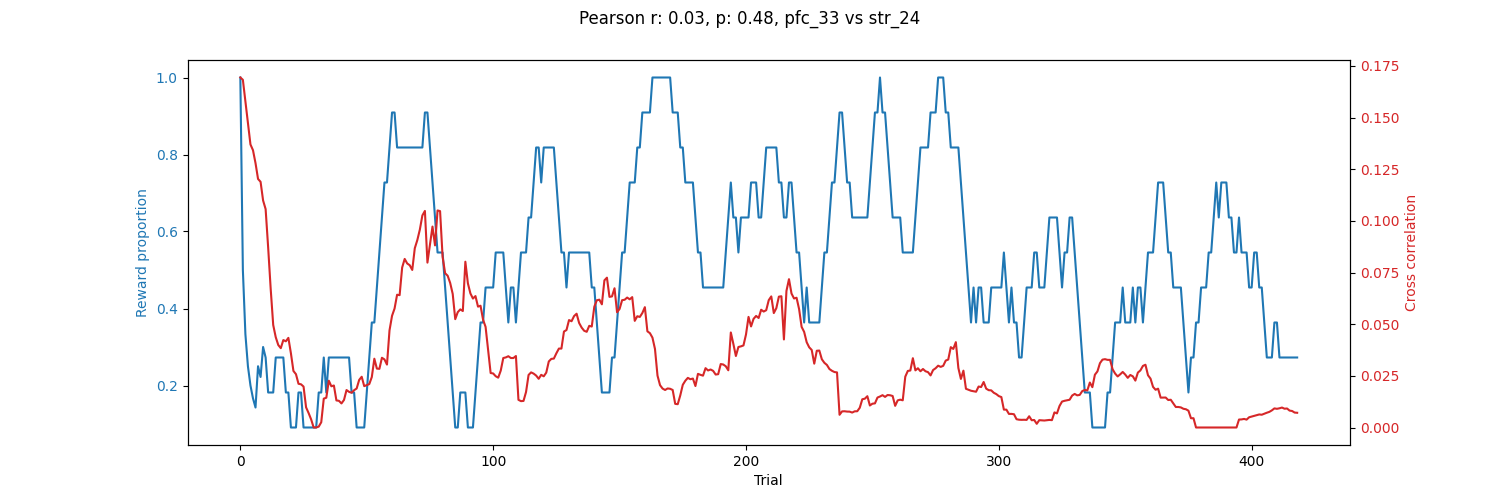 Pearson r: 0.03, p: 0.48, pfc_33 vs str_24
1.0
0.8
0.6
0.4
0.2
Reward proportion
0.175
0.150
0.125
0.100
0.075
0.050
0.025
0.000
Cross correlation
0 100 200 300 400
Trial